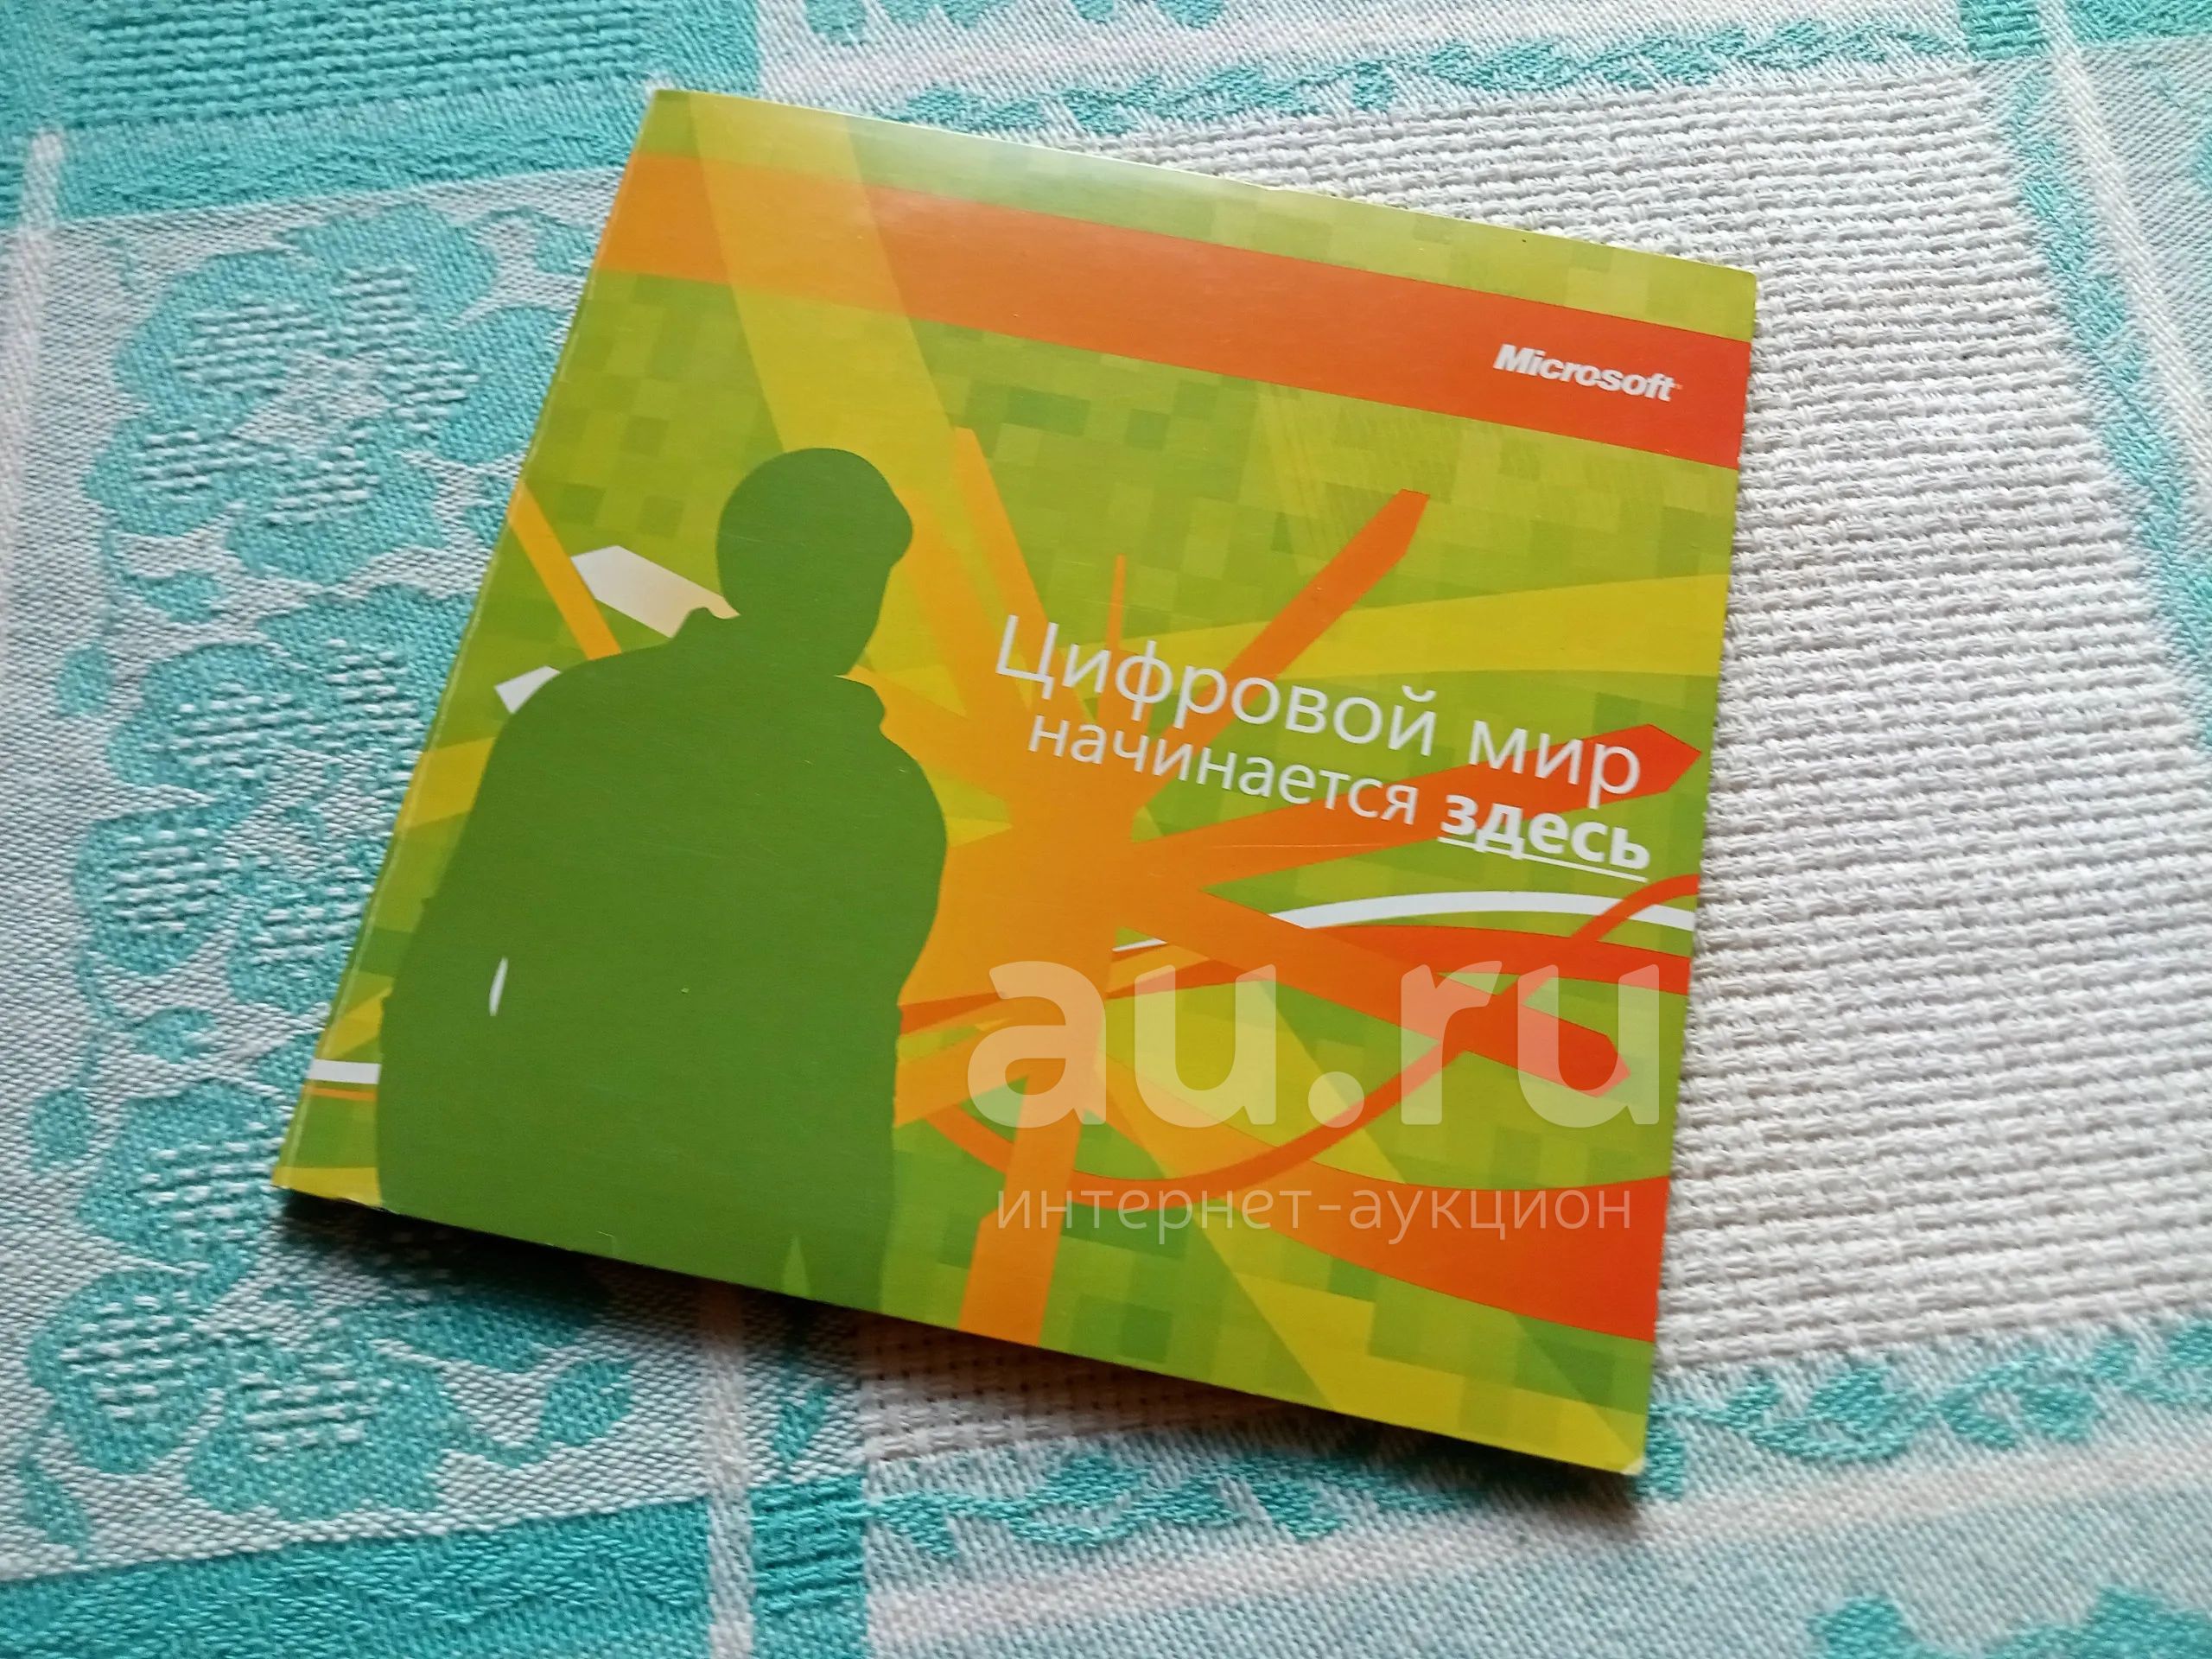 Microsoft
Цифровой мир
начинается здесь
au.ru
интернет-аукцион